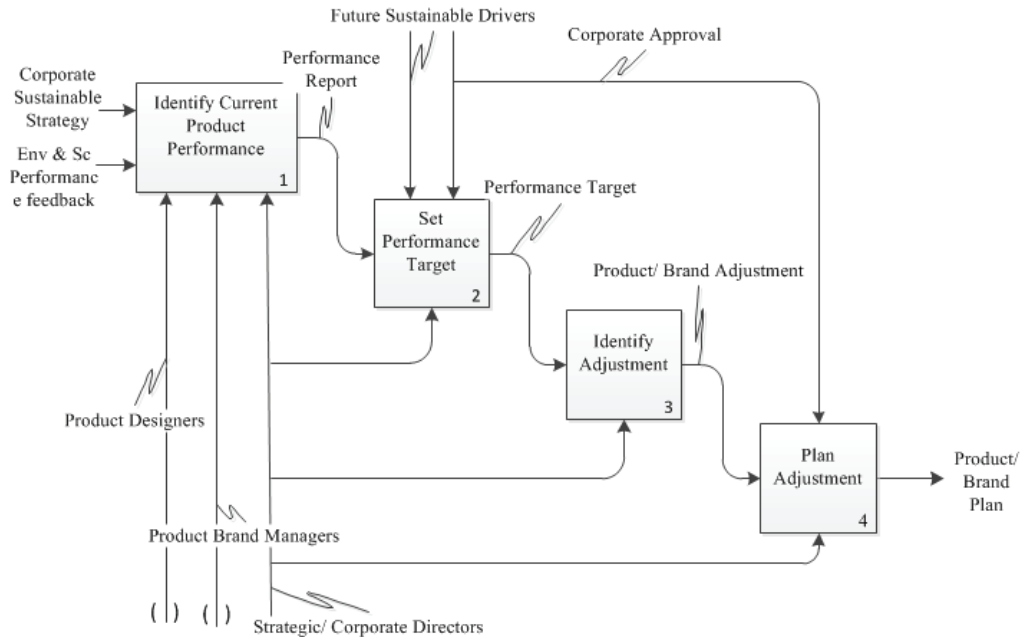 Future Sustainable Drivers
Corporate Approval
Performance
Report
Corporate
Sustainable
Strategy
Env & Sc
Performanc
e feedback
Identify Current
Product
Performance
1
Set
Performance
Target
2
Performance Target
Product/ Brand Adjustment
Identify
Adjustment
3
Product Designers
Plan
Adjustment
4
Product/
Brand
Plan
Product Brand Managers
( ) ( )
Strategic/ Corporate Directors